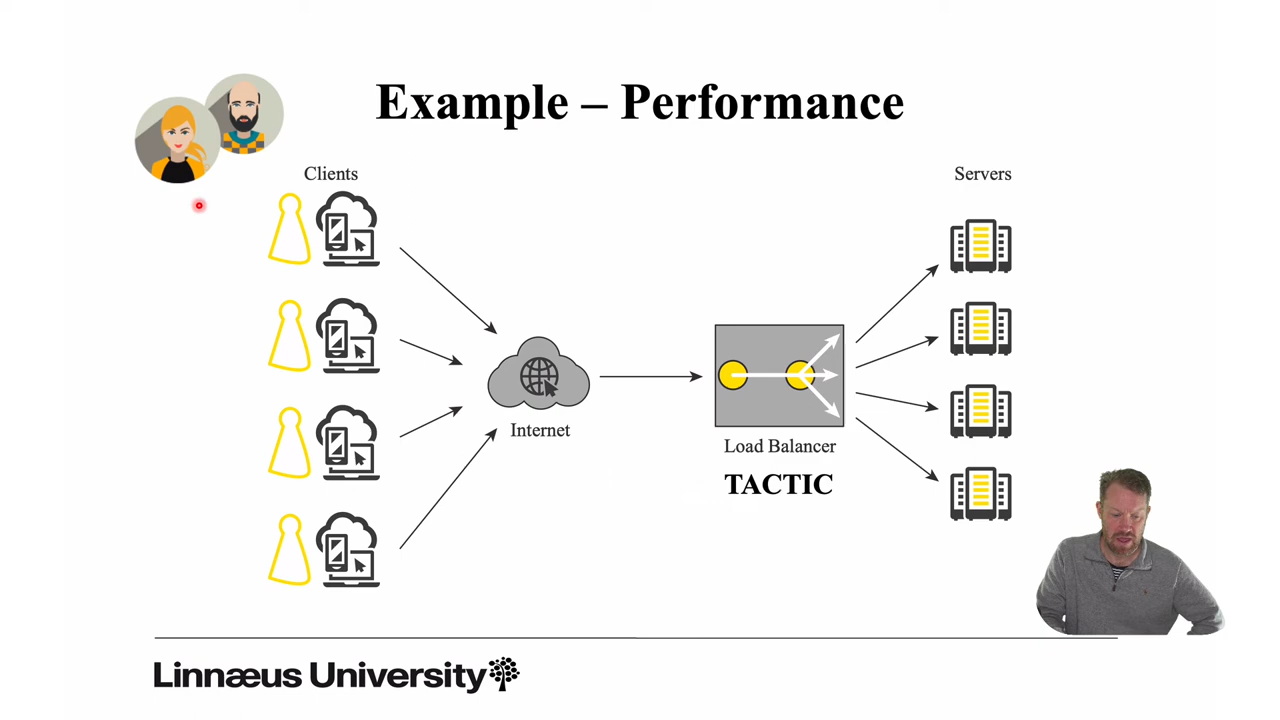 Example – Performance
Clients
Servers
Internet
Load Balancer
TACTIC
Linnæus University